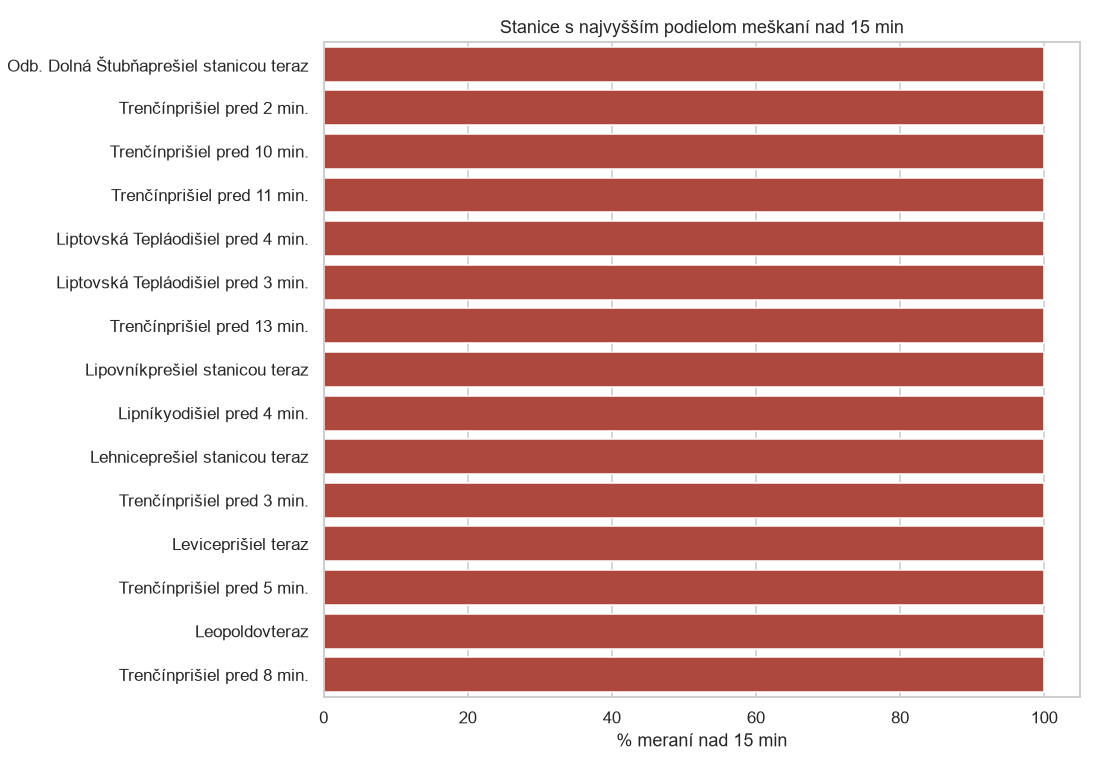 Stanice s najvyšším podielom meškaní nad 15 min
Odb. Dolná Štubňaprešiel stanicou teraz
Trenčínprišiel pred 2 min.
Trenčínprišiel pred 10 min.
Trenčínprišiel pred 11 min.
Liptovská Tepláodišiel pred 4 min.
Liptovská Tepláodišiel pred 3 min.
Trenčínprišiel pred 13 min.
Lipovníkprešiel stanicou teraz
Lipníkyodišiel pred 4 min.
Lehniceprešiel stanicou teraz
Trenčínprišiel pred 3 min.
Leviceprišiel teraz
Trenčínprišiel pred 5 min.
Leopoldovteraz
Trenčínprišiel pred 8 min.
0 20 40 60 80 100
% meraní nad 15 min